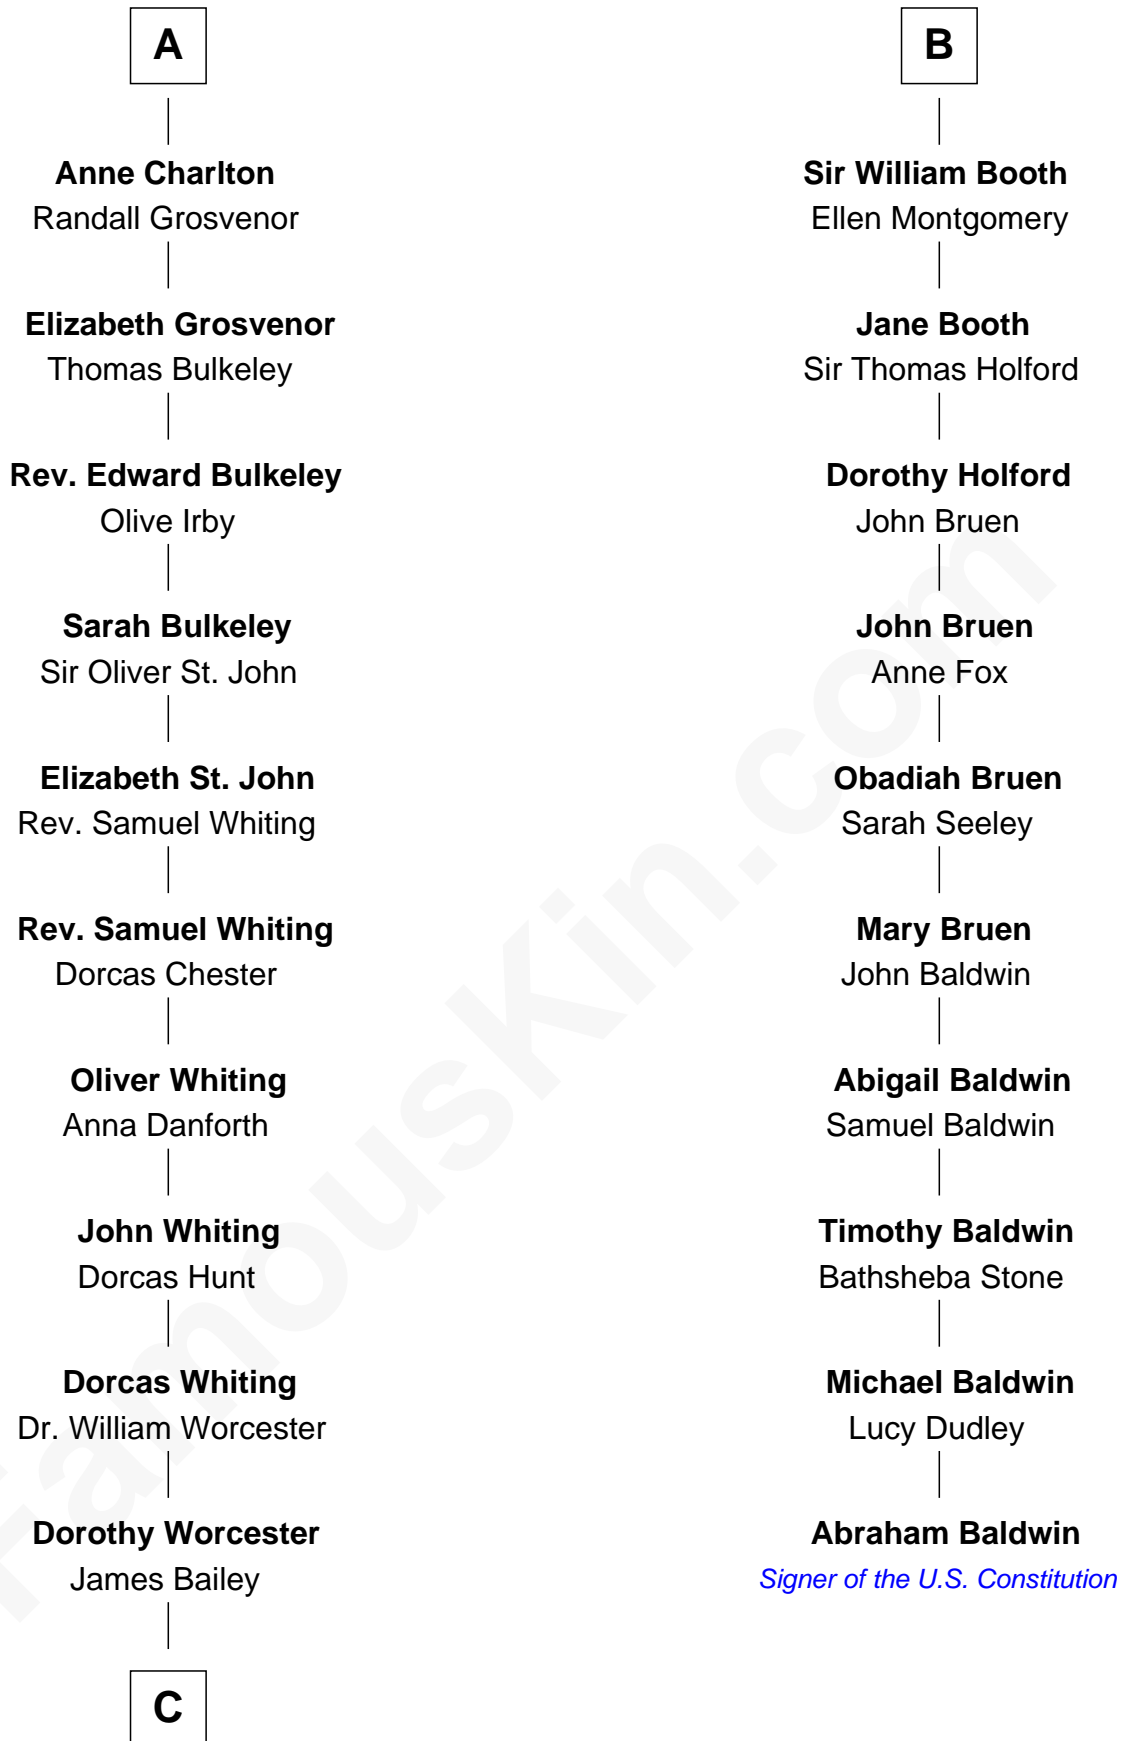 A
Anne Charlton
Randall Grosvenor
Elizabeth Grosvenor
Thomas Bulkeley
Rev. Edward Bulkeley
Olive Irby
Sarah Bulkeley
Sir Oliver St. John
Elizabeth St. John
Rev. Samuel Whiting
Rev. Samuel Whiting
Dorcas Chester
Oliver Whiting
Anna Danforth
John Whiting
Dorcas Hunt
Dorcas Whiting
Dr. William Worcester
Dorothy Worcester
James Bailey
C
B
Sir William Booth
Ellen Montgomery
Jane Booth
Sir Thomas Holford
Dorothy Holford
John Bruen
John Bruen
Anne Fox
Obadiah Bruen
Sarah Seeley
Mary Bruen
John Baldwin
Abigail Baldwin
Samuel Baldwin
Timothy Baldwin
Bathsheba Stone
Michael Baldwin
Lucy Dudley
Abraham Baldwin
Signer of the U.S. Constitution
FamousKin.com